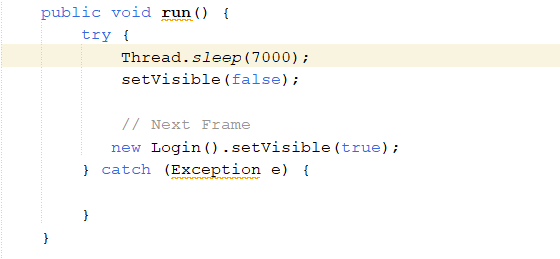 public void run() {
try {
Thread.sleep(7000);
setVisible(false);
// Next Frame
new Login().setVisible(true);
} catch (Exception e) {
}
}